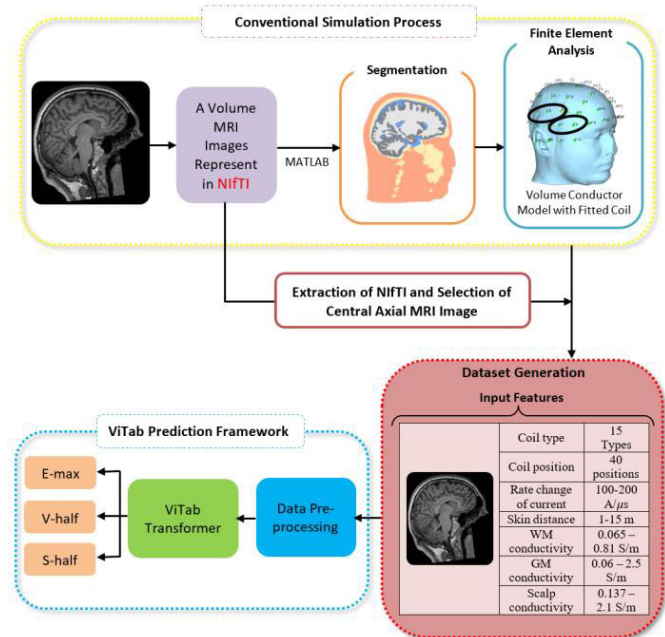 Conventional Simulation Process
A Volume
MRI
Images
Represent
in NIfTI
MATLAB
Segmentation
Finite Element
Analysis
Volume Conductor
Model with Fitted Coil
Extraction of NIfTI and Selection of
Central Axial MRI Image
Dataset Generation
Input Features
Coil type
15
Types
Coil position
40
positions
Rate change
of current
100-200
A/μs
Skin distance
1-15 m
WM
conductivity
0.065 –
0.81 S/m
GM
conductivity
0.06 – 2.5
S/m
Scalp
conductivity
0.137 –
2.1 S/m
ViTab Prediction Framework
E-max
V-half
S-half
ViTab
Transformer
Data Pre-
processing